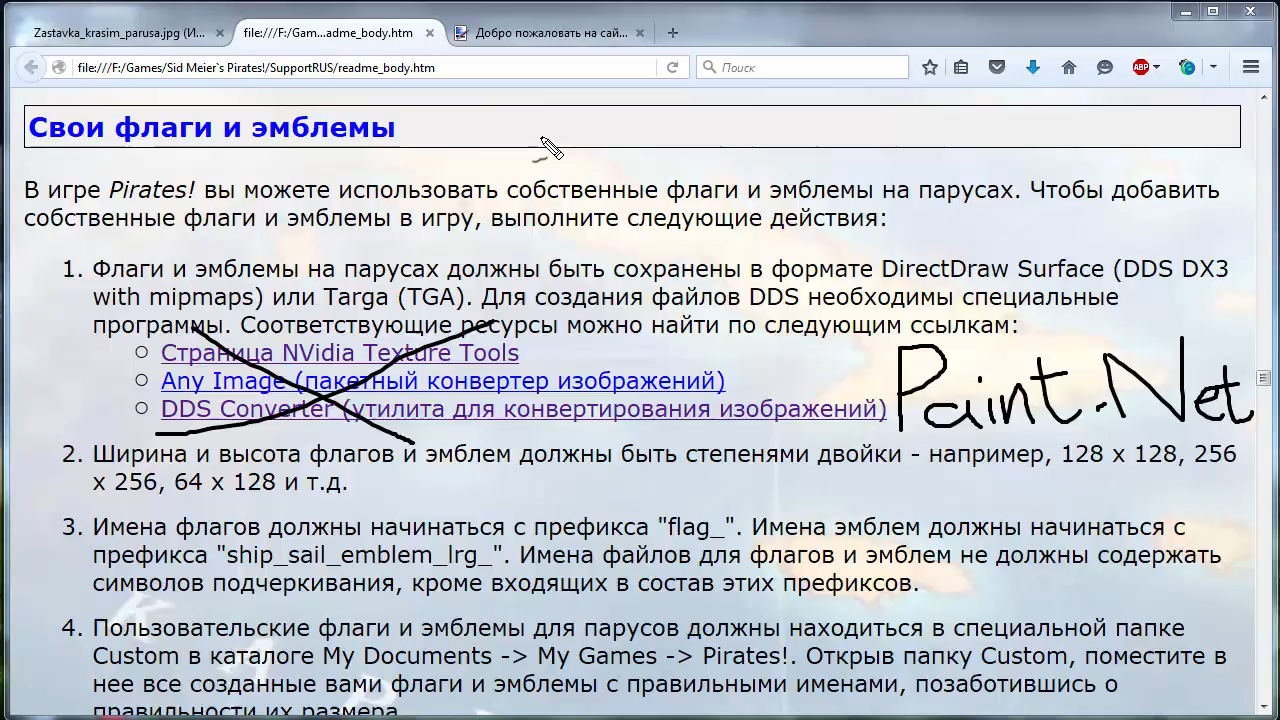 Zastavka_krasim_parusa.jpg (И...
file:///F:/Gam...adme_body.htm
Добро пожаловать на сай...
file:///F:/Games/Sid Meier`s Pirates!/SupportRUS/readme_body.htm
Поиск
ABP
Свои флаги и эмблемы
В игре Pirates! вы можете использовать собственные флаги и эмблемы на парусах. Чтобы добавить
собственные флаги и эмблемы в игру, выполните следующие действия:
1. Флаги и эмблемы на парусах должны быть сохранены в формате DirectDraw Surface (DDS DX3
with mipmaps) или Targa (TGA). Для создания файлов DDS необходимы специальные
программы. Соответствующие ресурсы можно найти по следующим ссылкам:
Страница NVidia Texture Tools
Any Image (пакетный конвертер изображений)
DDS Converter (утилита для конвертирования изображений)
Paint.Net
2. Ширина и высота флагов и эмблем должны быть степенями двойки - например, 128 x 128, 256
x 256, 64 x 128 и т.д.
3. Имена флагов должны начинаться с префикса "flag_". Имена эмблем должны начинаться с
префикса "ship_sail_emblem_lrg_". Имена файлов для флагов и эмблем не должны содержать
символов подчеркивания, кроме входящих в состав этих префиксов.
4. Пользовательские флаги и эмблемы для парусов должны находиться в специальной папке
Custom в каталоге My Documents -> My Games -> Pirates!. Открыв папку Custom, поместите в
нее все созданные вами флаги и эмблемы с правильными именами, позаботившись о
правильности их размера.